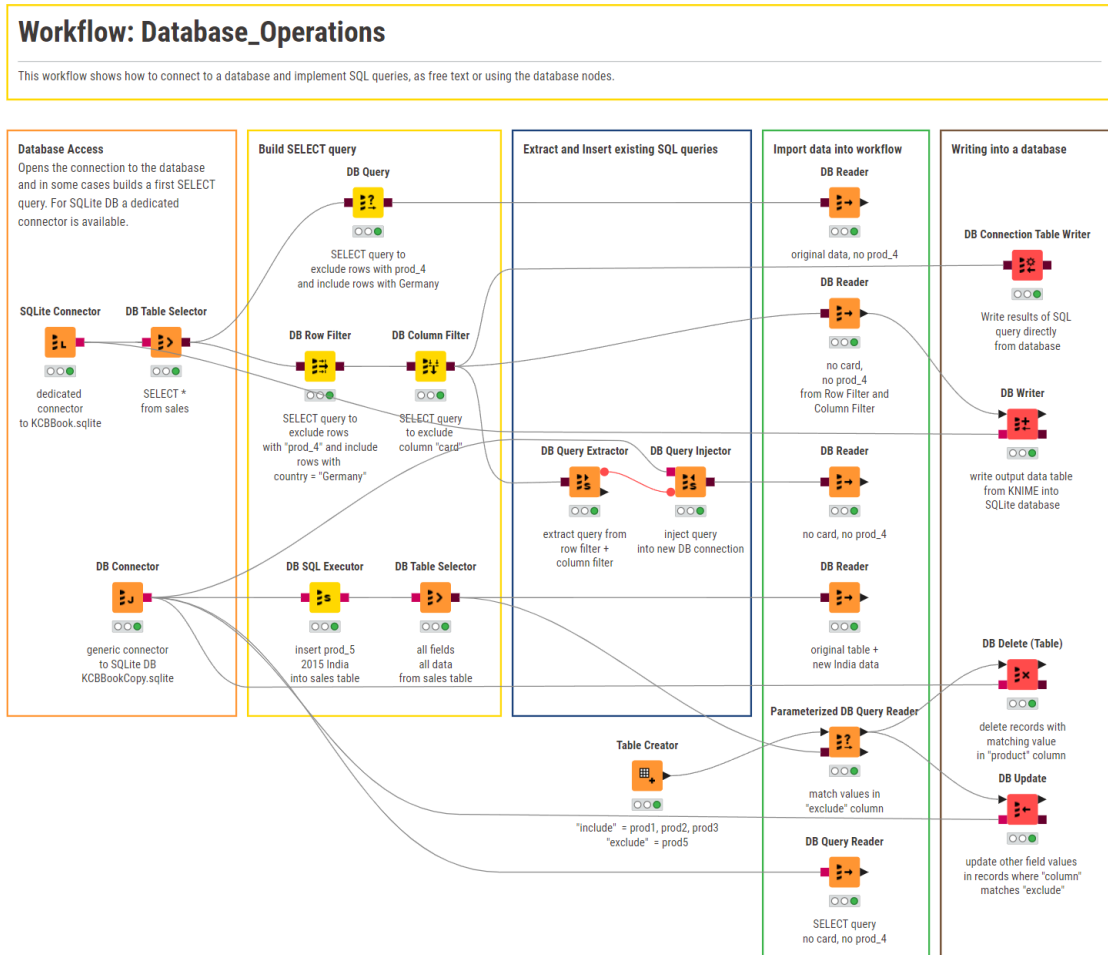 Workflow: Database_Operations
This workflow shows how to connect to a database and implement SQL queries, as free text or using the database nodes.
Database Access
Opens the connection to the database
and in some cases builds a first SELECT
query. For SQLite DB a dedicated
connector is available.
SQLite Connector
dedicated
connector
to KCBBook.sqlite
DB Table Selector
SELECT *
from sales
DB Connector
generic connector
to SQLite DB
KCBBookCopy.sqlite
Build SELECT query
DB Query
SELECT query to
exclude rows with prod_4
and include rows with Germany
DB Row Filter
SELECT query to
exclude rows
with "prod_4" and include
rows with
country = "Germany"
DB Column Filter
SELECT query
to exclude
column "card"
DB SQL Executor
insert prod_5
2015 India
into sales table
DB Table Selector
all fields
all data
from sales table
Extract and Insert existing SQL queries
DB Query Extractor
extract query from
row filter +
column filter
DB Query Injector
inject query
into new DB connection
Table Creator
"include" = prod1, prod2, prod3
"exclude" = prod5
Import data into workflow
DB Reader
original data, no prod_4
DB Reader
no card,
no prod_4
from Row Filter and
Column Filter
DB Reader
no card, no prod_4
DB Reader
original table +
new India data
Parameterized DB Query Reader
match values in
"exclude" column
DB Query Reader
SELECT query
no card, no prod_4
Writing into a database
DB Connection Table Writer
Write results of SQL
query directly
from database
DB Writer
write output data table
from KNIME into
SQLite database
DB Delete (Table)
delete records with
matching value
in "product" column
DB Update
update other field values
in records where "column"
matches "exclude"